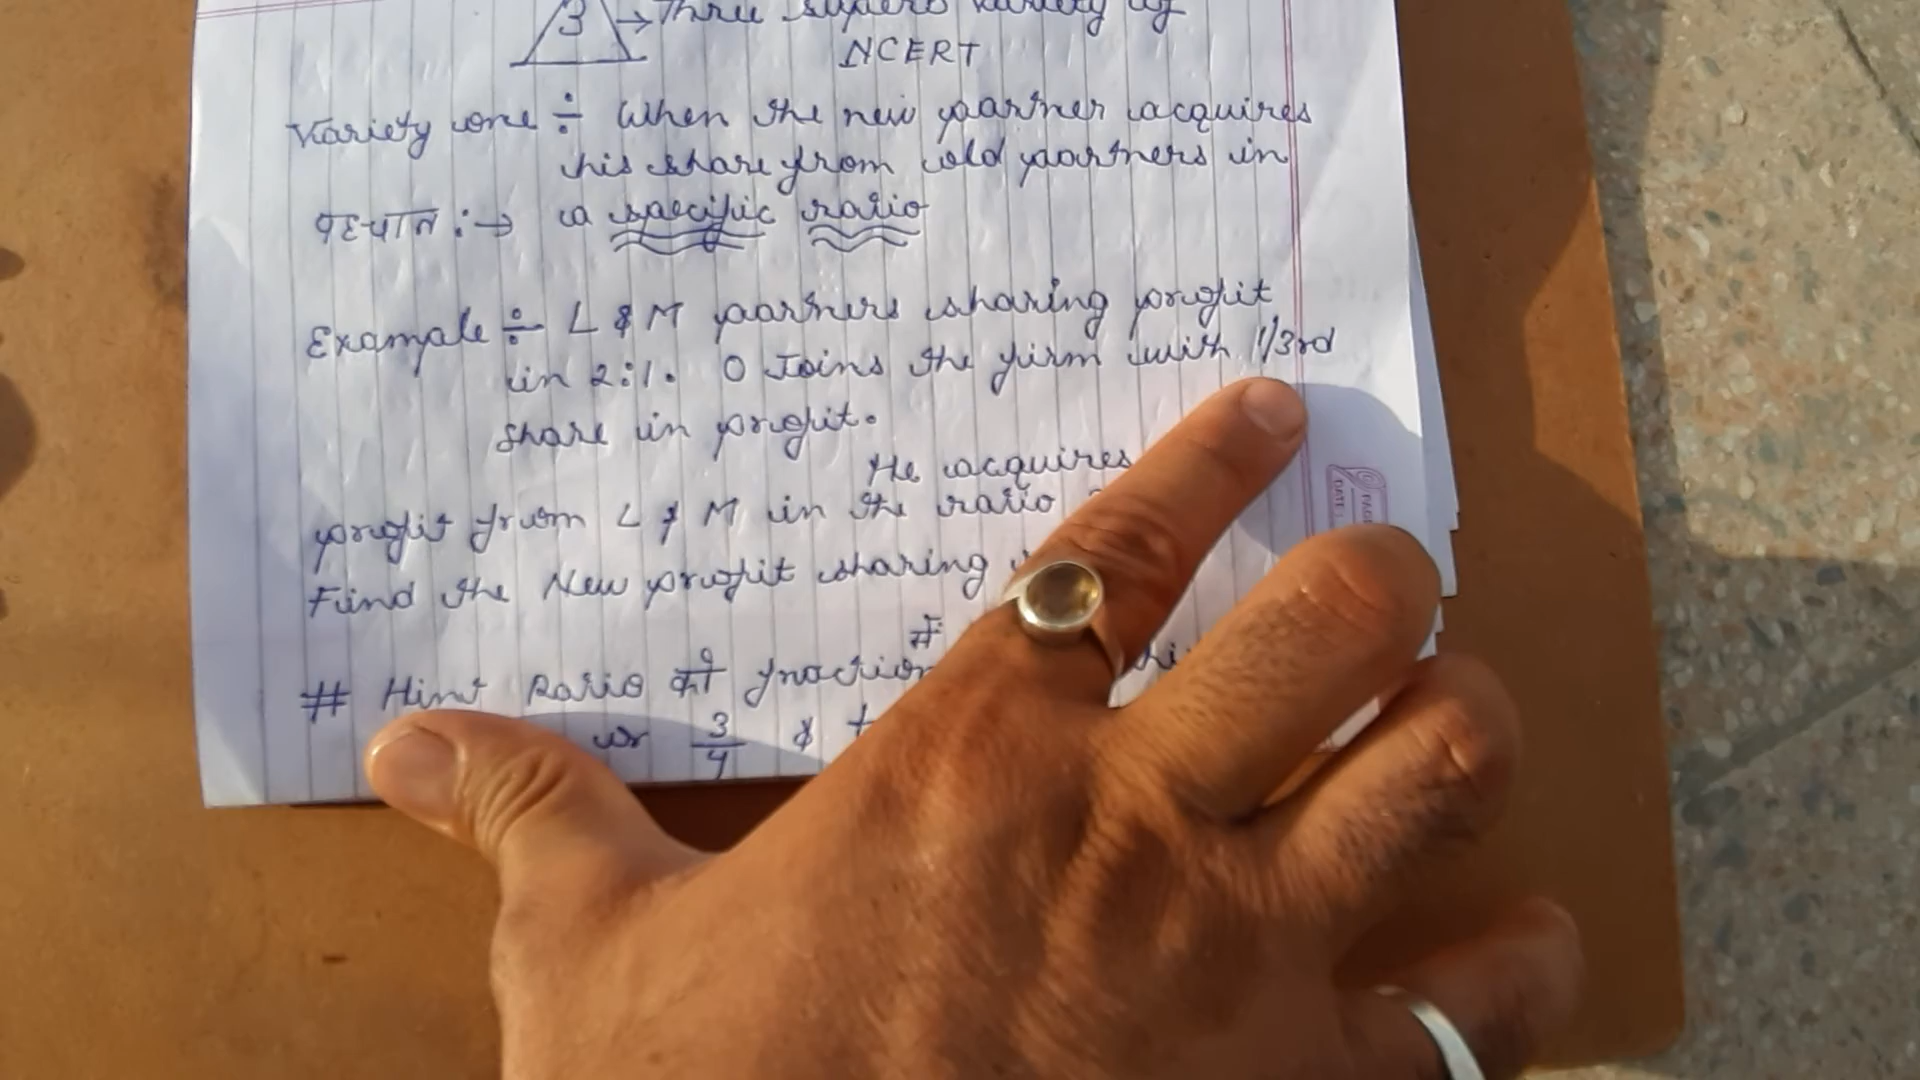 3 → Three superb variety of
NCERT
Variety one ÷ When the new partner acquires
his share from old partners in
पहचान :→ a specific ratio
Example ÷ L & M partners sharing profit
in 2:1. O Joins the firm with 1/3rd
share in profit.
He acquires
profit from L & M in the ratio
Find the New profit sharing
में
# Hint Ratio को fraction
or 3/4 &
DATE: